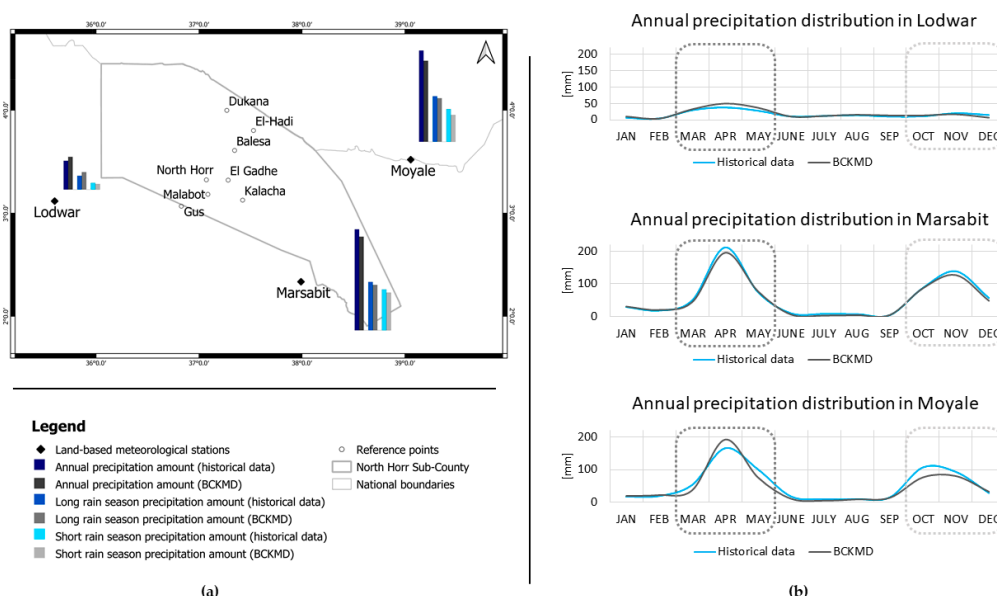 36°0.0'
37°0.0'
38°0.0'
39°0.0'
4°0.0'
4°0.0'
3°0.0'
3°0.0'
2°0.0'
2°0.0'
Dukana
El-Hadi
Balesa
North Horr
El Gadhe
Malabot
Kalacha
Gus
Moyale
Lodwar
Marsabit
36°0.0'
37°0.0'
38°0.0'
39°0.0'
Legend
Land-based meteorological stations
Annual precipitation amount (historical data)
Annual precipitation amount (BCKMD)
Long rain season precipitation amount (historical data)
Long rain season precipitation amount (BCKMD)
Short rain season precipitation amount (historical data)
Short rain season precipitation amount (BCKMD)
Reference points
North Horr Sub-County
National boundaries
(a)
Annual precipitation distribution in Lodwar
[mm]
200
150
100
50
0
JAN FEB MAR APR MAY JUNE JULY AUG SEP OCT NOV DEC
Historical data BCKMD
Annual precipitation distribution in Marsabit
[mm]
200
100
0
JAN FEB MAR APR MAY JUNE JULY AUG SEP OCT NOV DEC
Historical data BCKMD
Annual precipitation distribution in Moyale
[mm]
200
100
0
JAN FEB MAR APR MAY JUNE JULY AUG SEP OCT NOV DEC
Historical data BCKMD
(b)